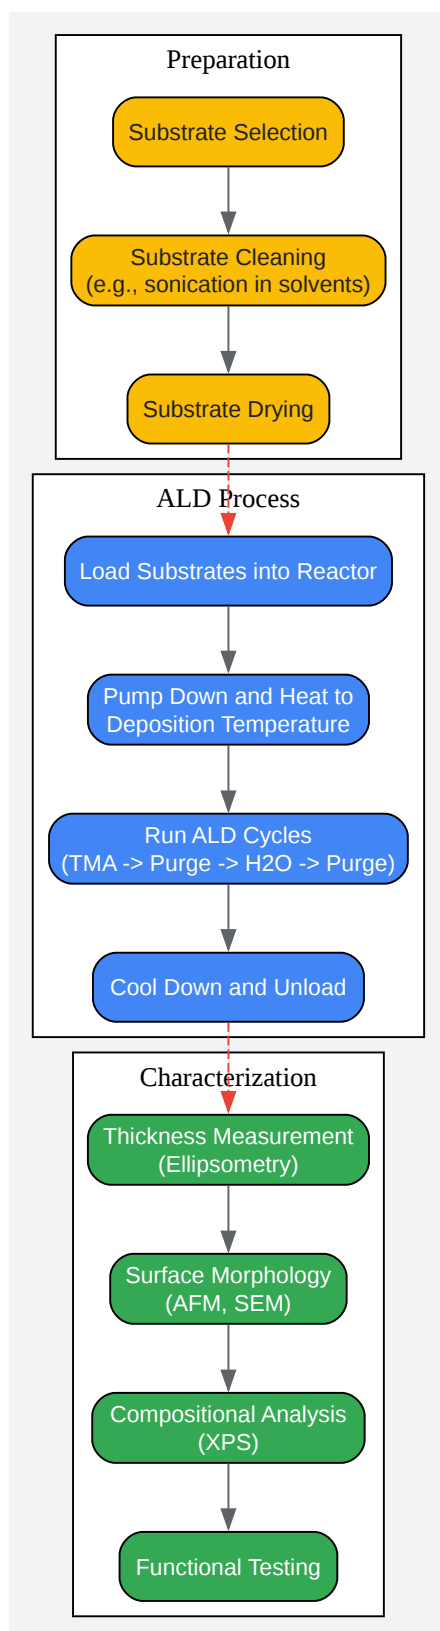 Preparation
Substrate Selection
Substrate Cleaning
(e.g., sonication in solvents)
Substrate Drying
ALD Process
Load Substrates into Reactor
Pump Down and Heat to
Deposition Temperature
Run ALD Cycles
(TMA -> Purge -> H2O -> Purge)
Cool Down and Unload
Characterization
Thickness Measurement
(Ellipsometry)
Surface Morphology
(AFM, SEM)
Compositional Analysis
(XPS)
Functional Testing